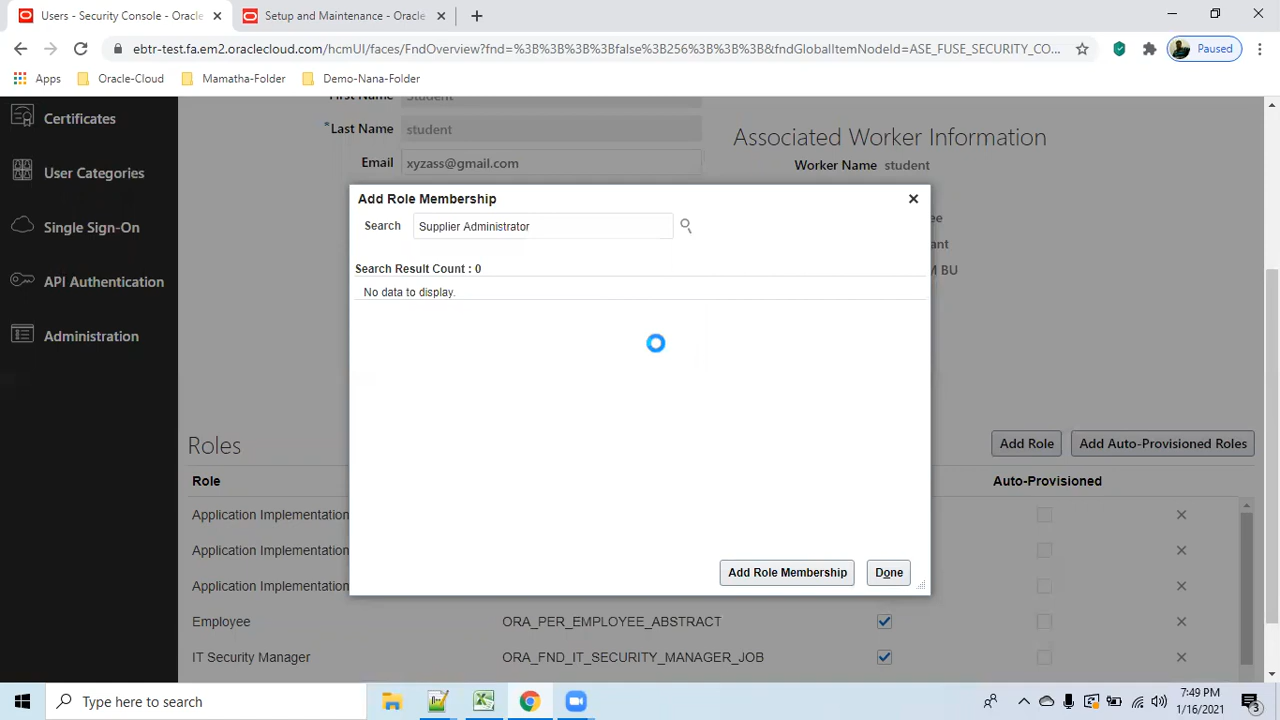 Users - Security Console - Oracle
Setup and Maintenance - Oracle
ebtr-test.fa.em2.oraclecloud.com/hcmUI/faces/FndOverview?fnd=%3B%3B%3B%3Bfalse%3B256%3B%3B%3B&fndGlobalItemNodeId=ASE_FUSE_SECURITY_CO...
Paused
Apps
Oracle-Cloud
Mamatha-Folder
Demo-Nana-Folder
Certificates
User Categories
Single Sign-On
API Authentication
Administration
First Name Student
*Last Name student
Email xyzass@gmail.com
Associated Worker Information
Worker Name student
ee
ant
M BU
Add Role Membership
Search Supplier Administrator
Search Result Count : 0
No data to display.
Add Role Membership
Done
Roles
Add Role
Add Auto-Provisioned Roles
Role
Auto-Provisioned
Application Implementation
Application Implementation
Application Implementation
Employee ORA_PER_EMPLOYEE_ABSTRACT
IT Security Manager ORA_FND_IT_SECURITY_MANAGER_JOB
Type here to search
7:49 PM
1/16/2021
3